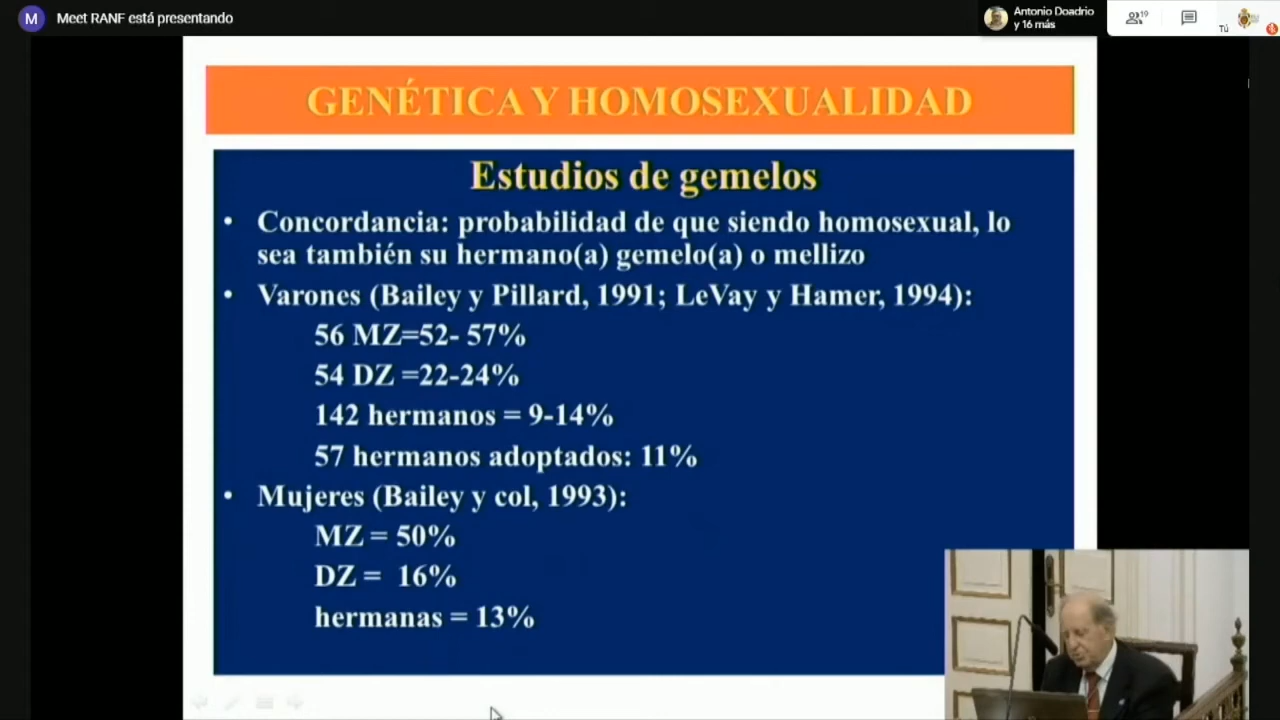 M Meet RANF está presentando
Antonio Doadrio
y 16 más
19
Tú
GENÉTICA Y HOMOSEXUALIDAD
Estudios de gemelos
• Concordancia: probabilidad de que siendo homosexual, lo
sea también su hermano(a) gemelo(a) o mellizo
• Varones (Bailey y Pillard, 1991; LeVay y Hamer, 1994):
56 MZ=52- 57%
54 DZ =22-24%
142 hermanos = 9-14%
57 hermanos adoptados: 11%
• Mujeres (Bailey y col, 1993):
MZ = 50%
DZ = 16%
hermanas = 13%